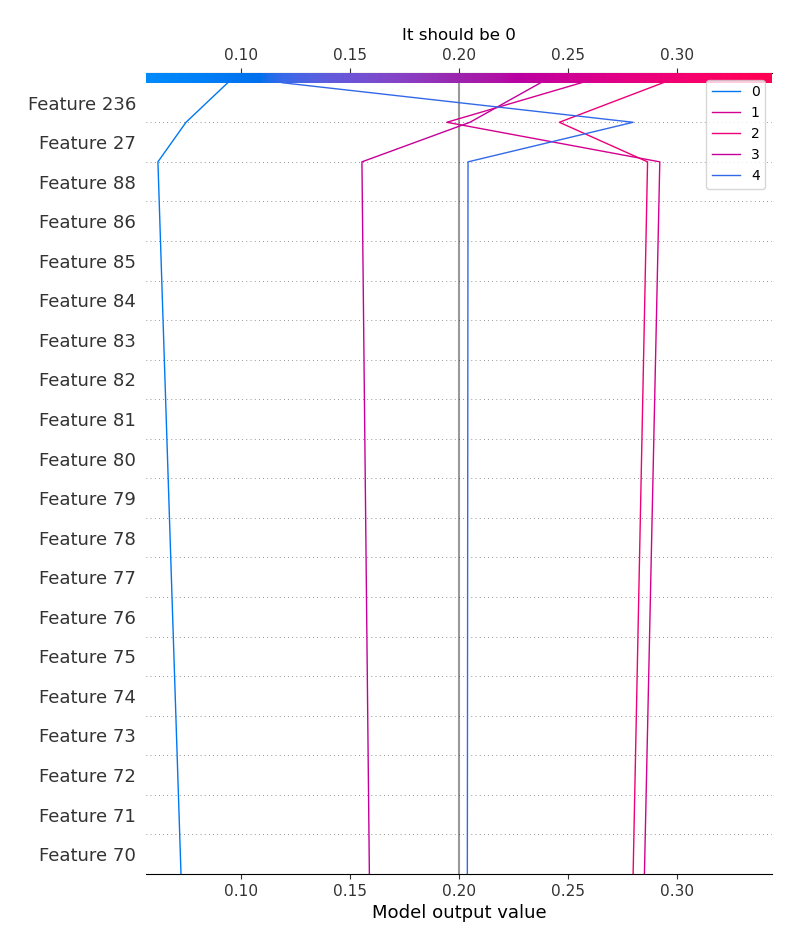 It should be 0
0.10 0.15 0.20 0.25 0.30
0
1
2
3
4
Feature 236
Feature 27
Feature 88
Feature 86
Feature 85
Feature 84
Feature 83
Feature 82
Feature 81
Feature 80
Feature 79
Feature 78
Feature 77
Feature 76
Feature 75
Feature 74
Feature 73
Feature 72
Feature 71
Feature 70
0.10 0.15 0.20 0.25 0.30
Model output value